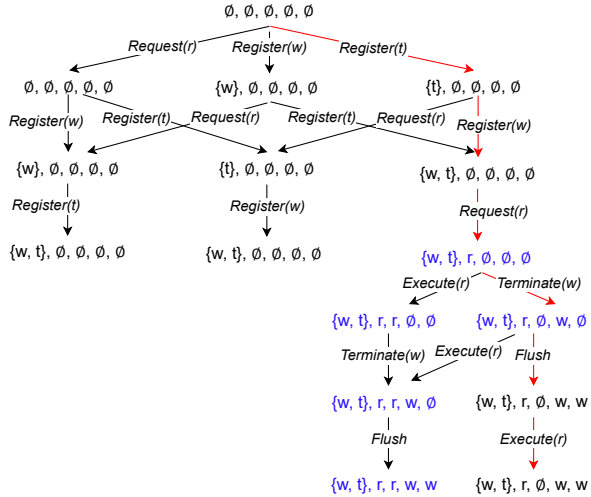 ∅, ∅, ∅, ∅, ∅
Request(r) Register(w) Register(t)
∅, ∅, ∅, ∅, ∅ {w}, ∅, ∅, ∅, ∅ {t}, ∅, ∅, ∅, ∅
Register(w) Register(t) Request(r) Register(t) Request(r) Register(w)
{w}, ∅, ∅, ∅, ∅ {t}, ∅, ∅, ∅, ∅ {w, t}, ∅, ∅, ∅, ∅
Register(t) Register(w) Request(r)
{w, t}, ∅, ∅, ∅, ∅ {w, t}, ∅, ∅, ∅, ∅
{w, t}, r, ∅, ∅, ∅
Execute(r) Terminate(w)
{w, t}, r, r, ∅, ∅ {w, t}, r, ∅, w, ∅
Terminate(w) Execute(r) Flush
{w, t}, r, r, w, ∅ {w, t}, r, ∅, w, w
Flush Execute(r)
{w, t}, r, r, w, w {w, t}, r, ∅, w, w